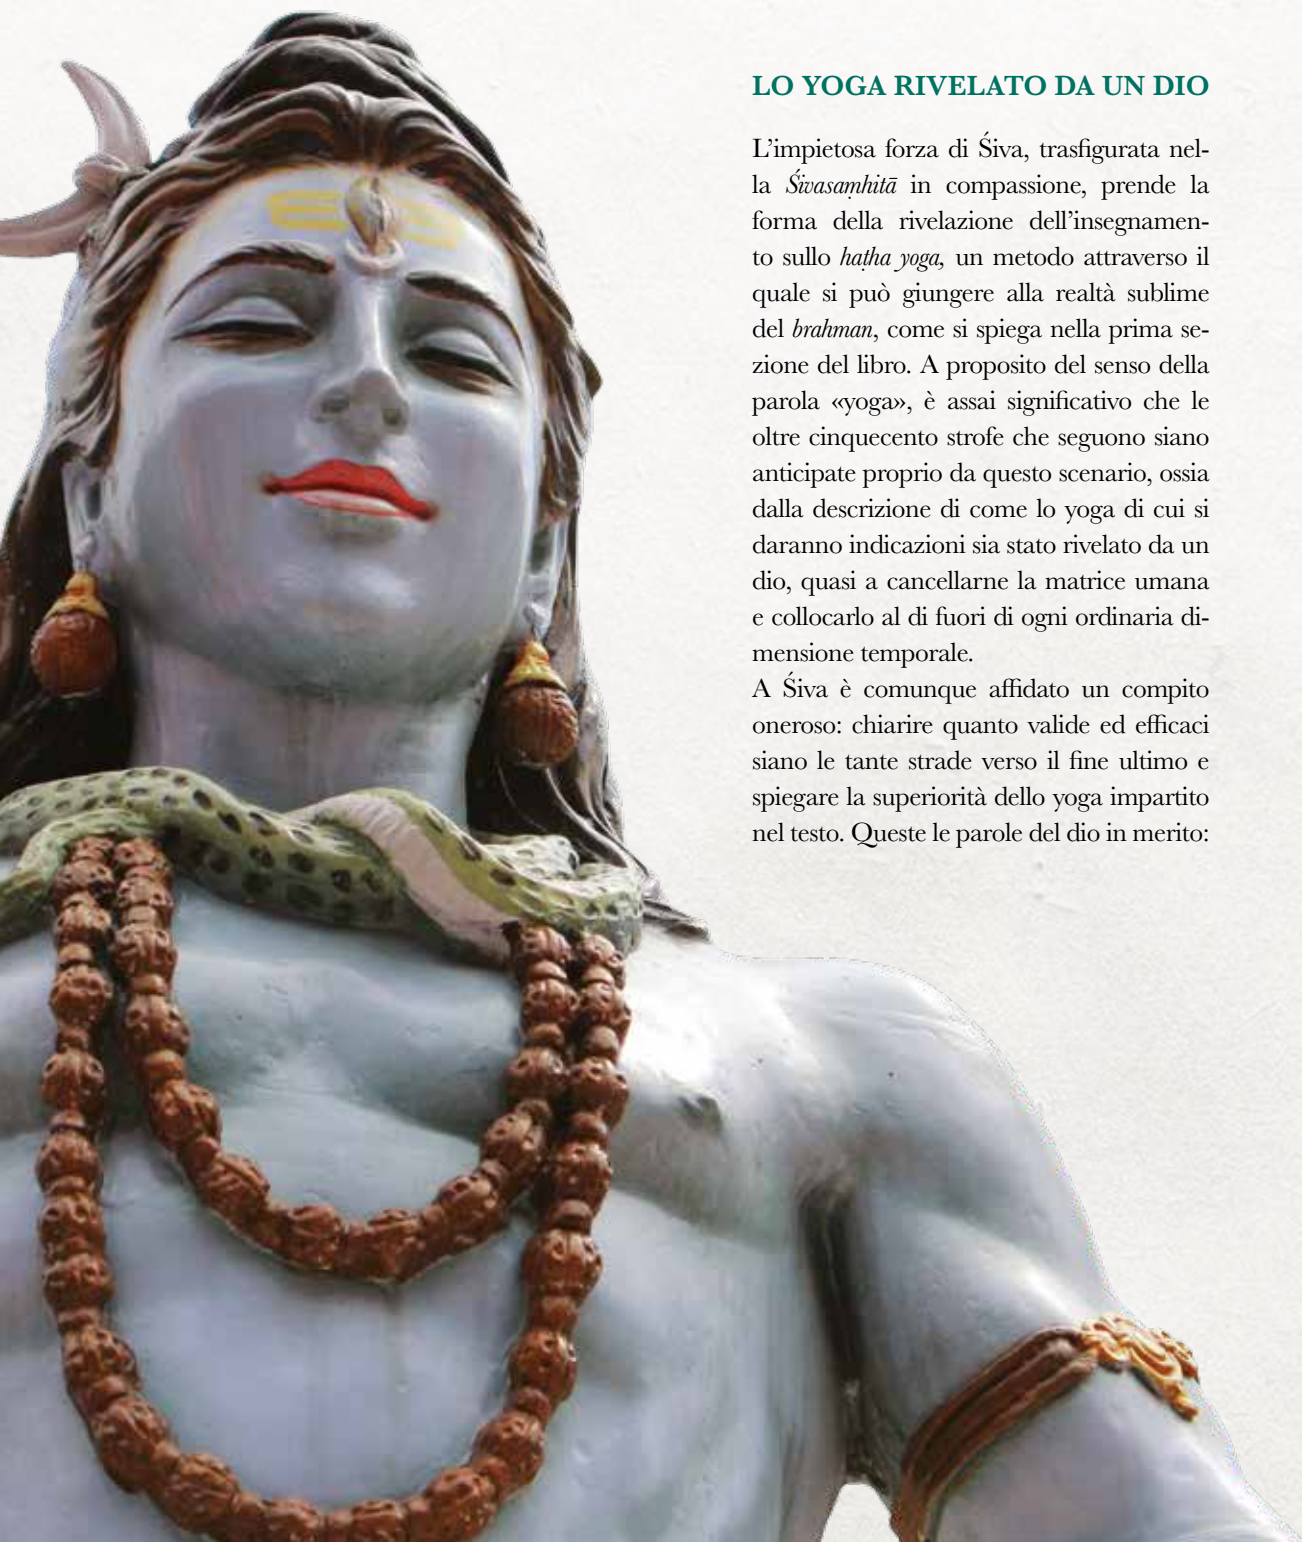 LO YOGA RIVELATO DA UN DIO
L’impietosa forza di Śiva, trasfigurata nel-
la Śivasaṃhitā in compassione, prende la
forma della rivelazione dell’insegnamen-
to sullo haṭha yoga, un metodo attraverso il
quale si può giungere alla realtà sublime
del brahman, come si spiega nella prima se-
zione del libro. A proposito del senso della
parola «yoga», è assai significativo che le
oltre cinquecento strofe che seguono siano
anticipate proprio da questo scenario, ossia
dalla descrizione di come lo yoga di cui si
daranno indicazioni sia stato rivelato da un
dio, quasi a cancellarne la matrice umana
e collocarlo al di fuori di ogni ordinaria di-
mensione temporale.
A Śiva è comunque affidato un compito
oneroso: chiarire quanto valide ed efficaci
siano le tante strade verso il fine ultimo e
spiegare la superiorità dello yoga impartito
nel testo. Queste le parole del dio in merito: